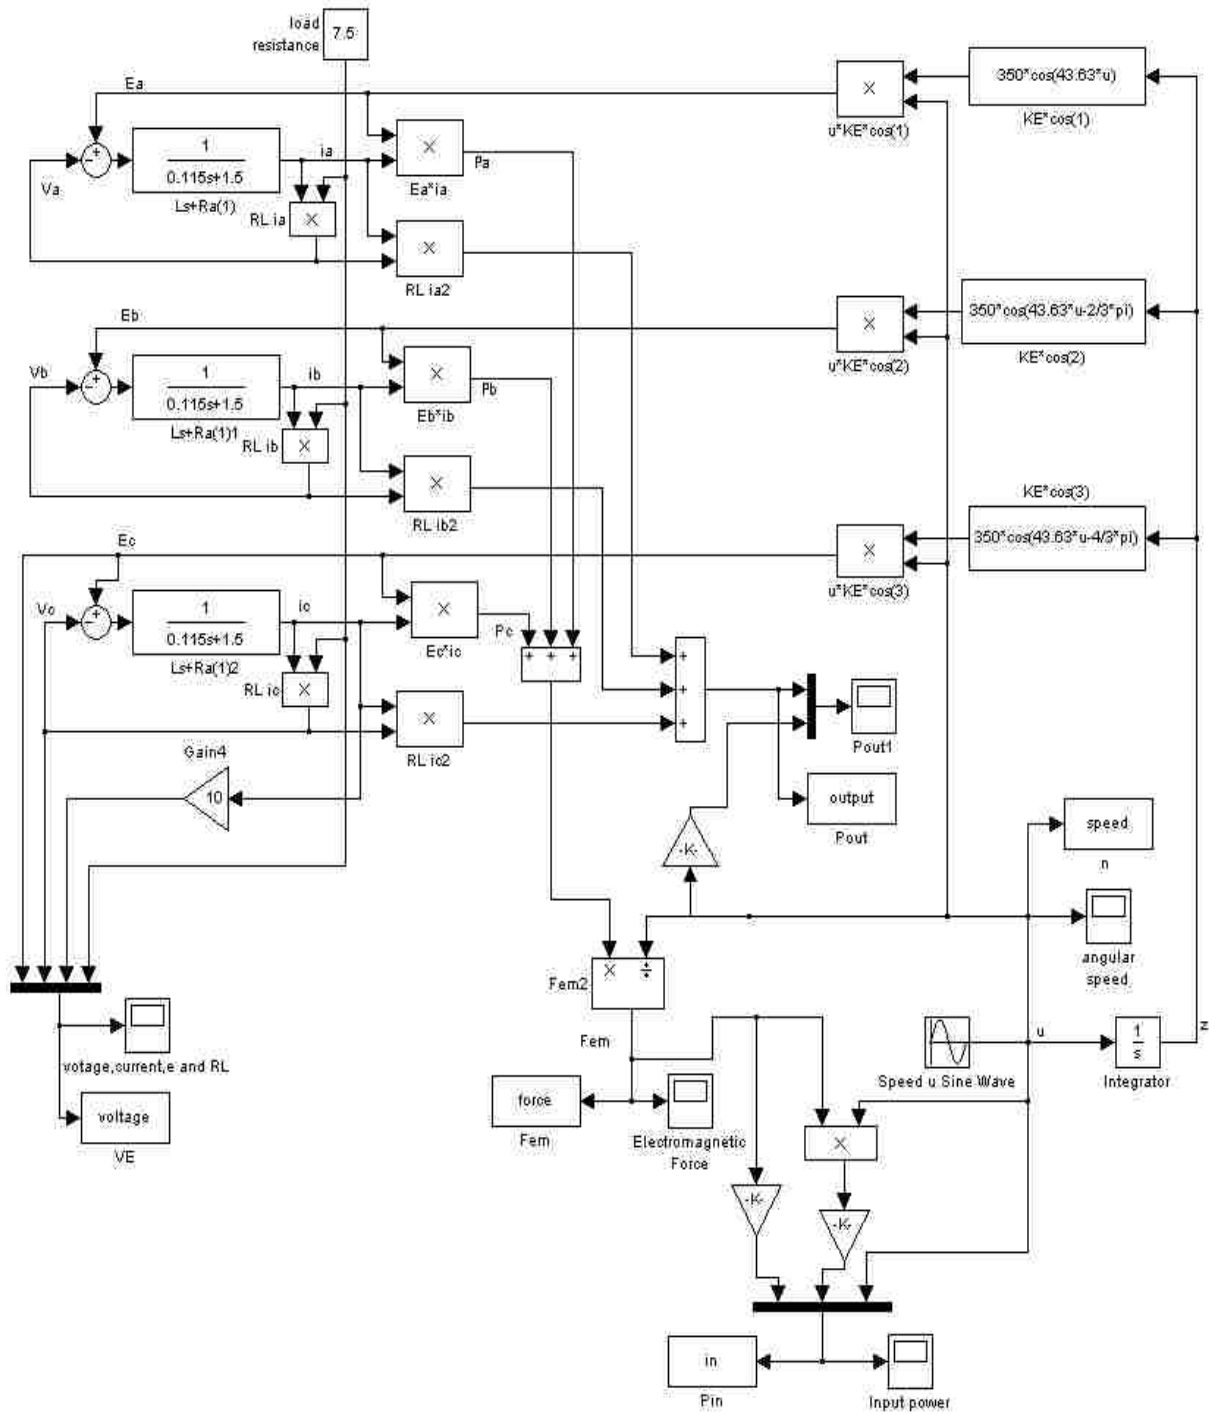 load
resistance
7.5
Ea
350*cos(43.63*u)
KE*cos(1)
×
u*KE*cos(1)
+
-
1
0.115s+1.5
Ls+Ra(1)
Va
ia
×
Ea*ia
Pa
RL ia
×
×
RL ia2
Eb
350*cos(43.63*u-2/3*pi)
KE*cos(2)
×
u*KE*cos(2)
Vb
+
-
1
0.115s+1.5
Ls+Ra(1)1
ib
×
Eb*ib
Pb
RL ib
×
×
RL ib2
KE*cos(3)
350*cos(43.63*u-4/3*pi)
Ec
×
u*KE*cos(3)
Vc
+
-
1
0.115s+1.5
Ls+Ra(1)2
ic
×
Ec*ic
Pc
+ + +
+
+
+
RL ic
×
×
RL ic2
Pout1
Gain4
10
output
Pout
-K-
speed
n
angular
speed
Fem2
× ÷
Fem
votage,current,e and RL
voltage
VE
Speed u Sine Wave
u
1
s
Integrator
z
force
Fem
Electromagnetic
Force
×
-K-
-K-
in
Pin
Input power